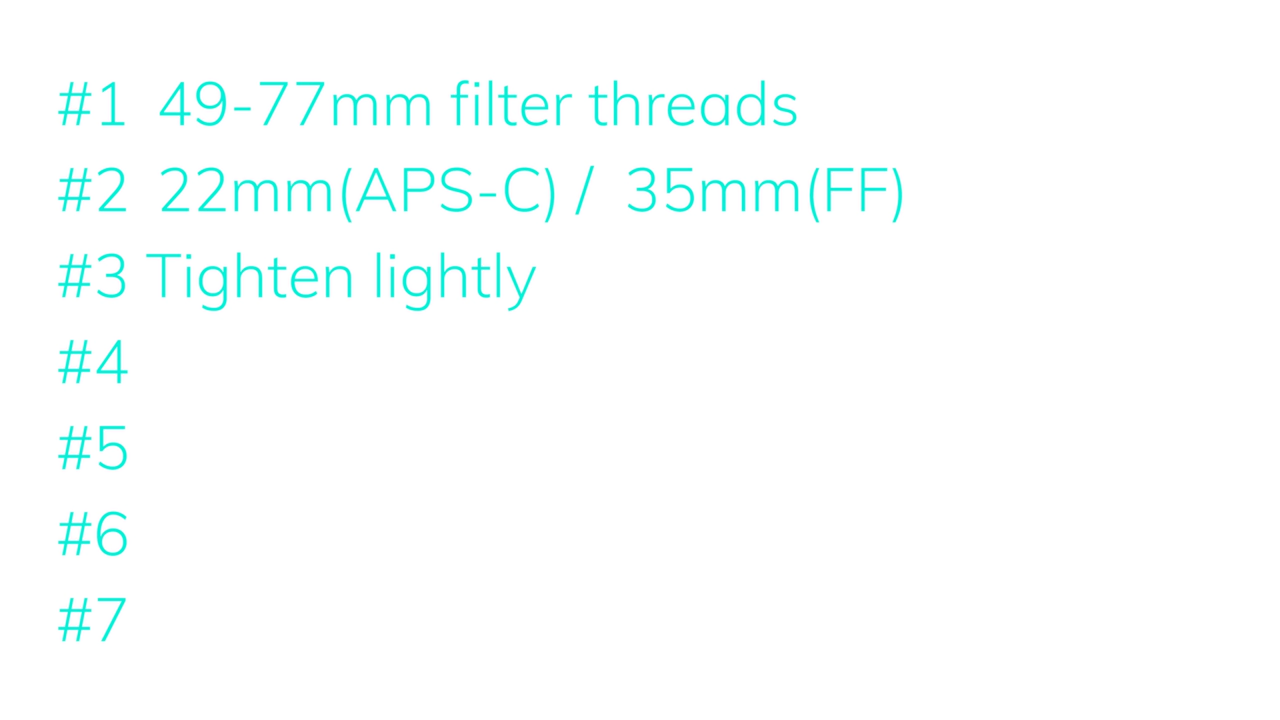 #1 49-77mm filter threads
#2 22mm(APS-C) / 35mm(FF)
#3 Tighten lightly
#4
#5
#6
#7